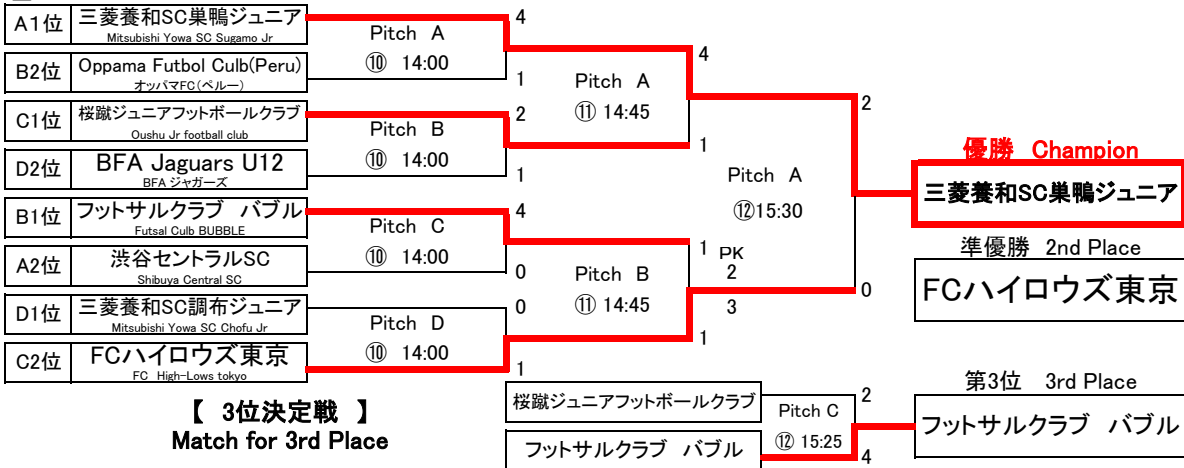 A1位 三菱養和SC巣鴨ジュニア
Mitsubishi Yowa SC Sugamo Jr
B2位 Oppama Futbol Culb(Peru)
オッパマFC(ペルー)
C1位 桜蹴ジュニアフットボールクラブ
Oushu Jr football club
D2位 BFA Jaguars U12
BFA ジャガーズ
B1位 フットサルクラブ バブル
Futsal Culb BUBBLE
A2位 渋谷セントラルSC
Shibuya Central SC
D1位 三菱養和SC調布ジュニア
Mitsubishi Yowa SC Chofu Jr
C2位 FCハイロウズ東京
FC High-Lows tokyo
4
Pitch A
⑩ 14:00
1
2
Pitch B
⑩ 14:00
1
4
Pitch C
⑩ 14:00
0
0
Pitch D
⑩ 14:00
1
4
Pitch A
⑪ 14:45
1
1 PK
2
Pitch B
⑪ 14:45
3
1
2
Pitch A
⑫15:30
0
優勝 Champion
三菱養和SC巣鴨ジュニア
準優勝 2nd Place
FCハイロウズ東京
【 3位決定戦 】
Match for 3rd Place
桜蹴ジュニアフットボールクラブ
フットサルクラブ バブル
2
Pitch C
⑫ 15:25
4
第3位 3rd Place
フットサルクラブ バブル